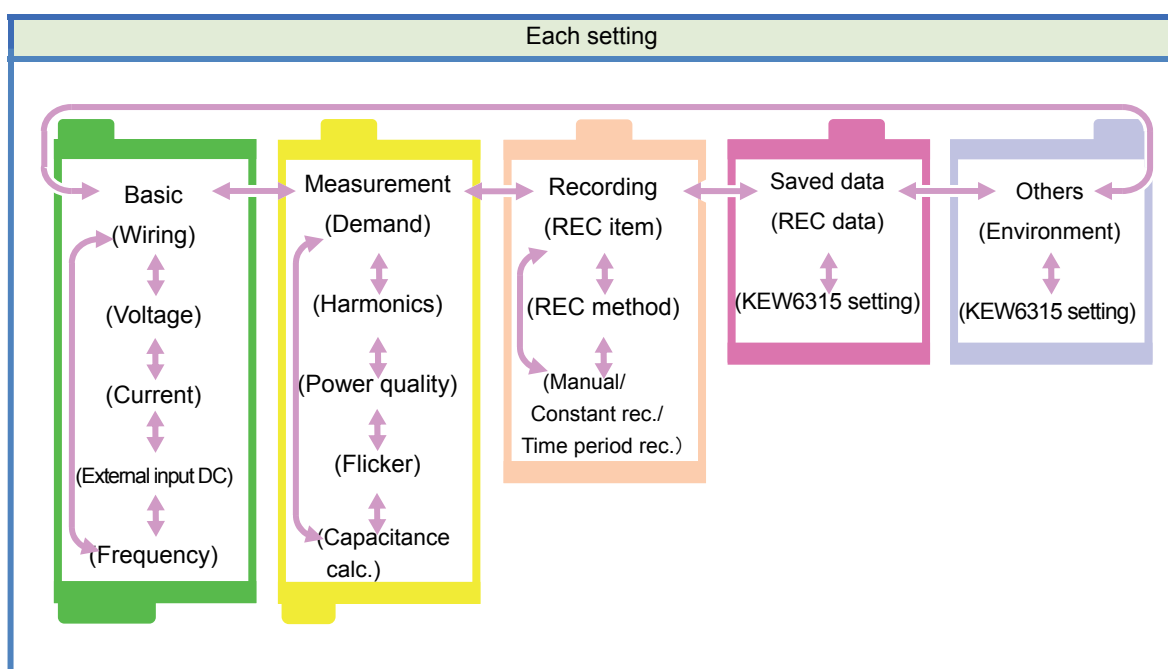 Each setting
Basic
(Wiring)
(Voltage)
(Current)
(External input DC)
(Frequency)
Measurement
(Demand)
(Harmonics)
(Power quality)
(Flicker)
(Capacitance
calc.)
Recording
(REC item)
(REC method)
(Manual/
Constant rec./
Time period rec.）
Saved data
(REC data)
(KEW6315 setting)
Others
(Environment)
(KEW6315 setting)